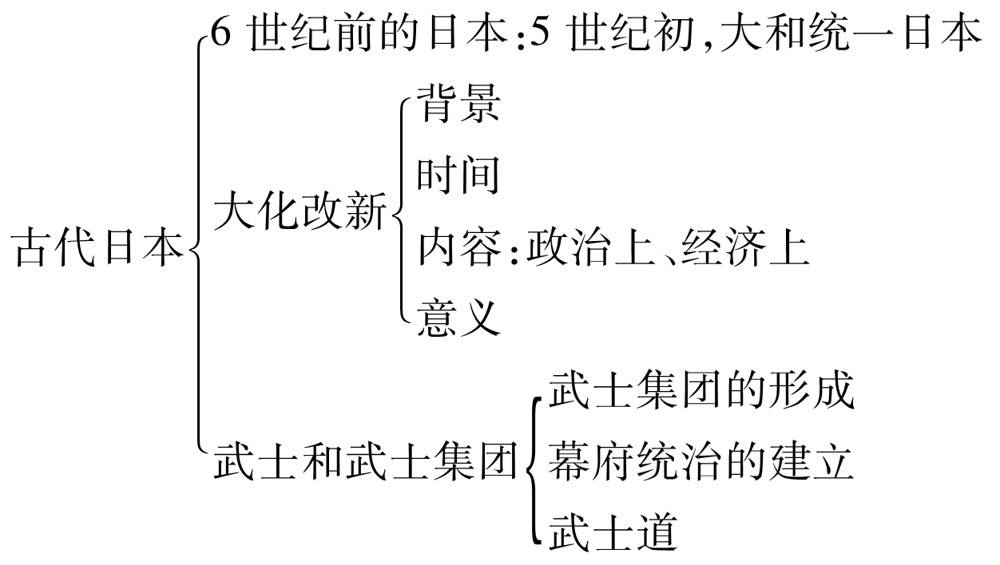 6 世纪前的日本:5 世纪初,大和统一日本
背景
时间
大化改新
内容:政治上、经济上
古代日本
意义
武士集团的形成
武士和武士集团
幕府统治的建立
武士道